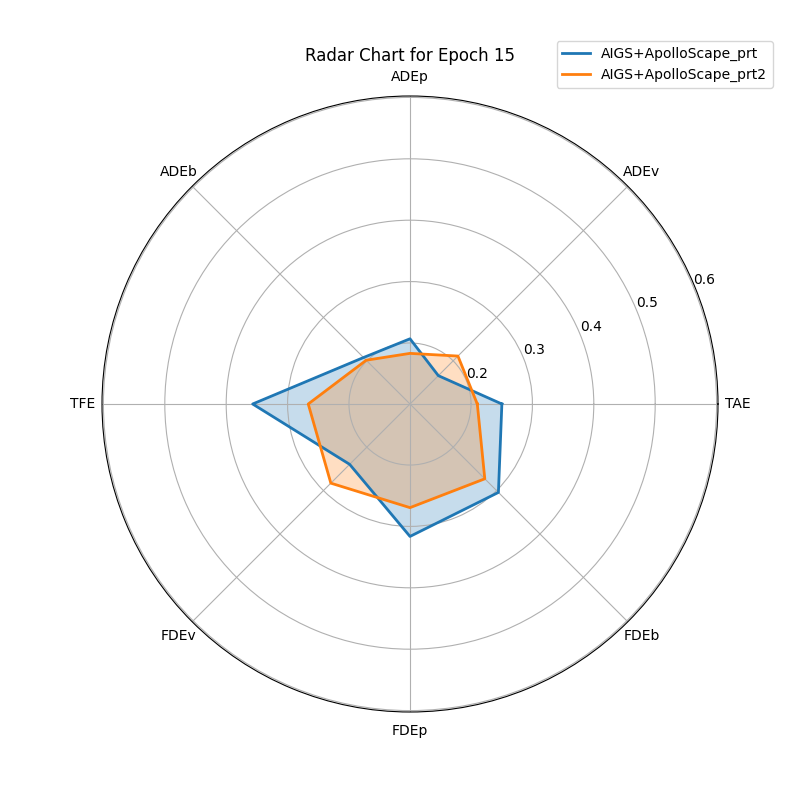 Radar Chart for Epoch 15
AIGS+ApolloScape_prt
AIGS+ApolloScape_prt2
ADEp
ADEb
ADEv
0.6
0.5
0.4
0.3
0.2
TFE
TAE
FDEv
FDEb
FDEp